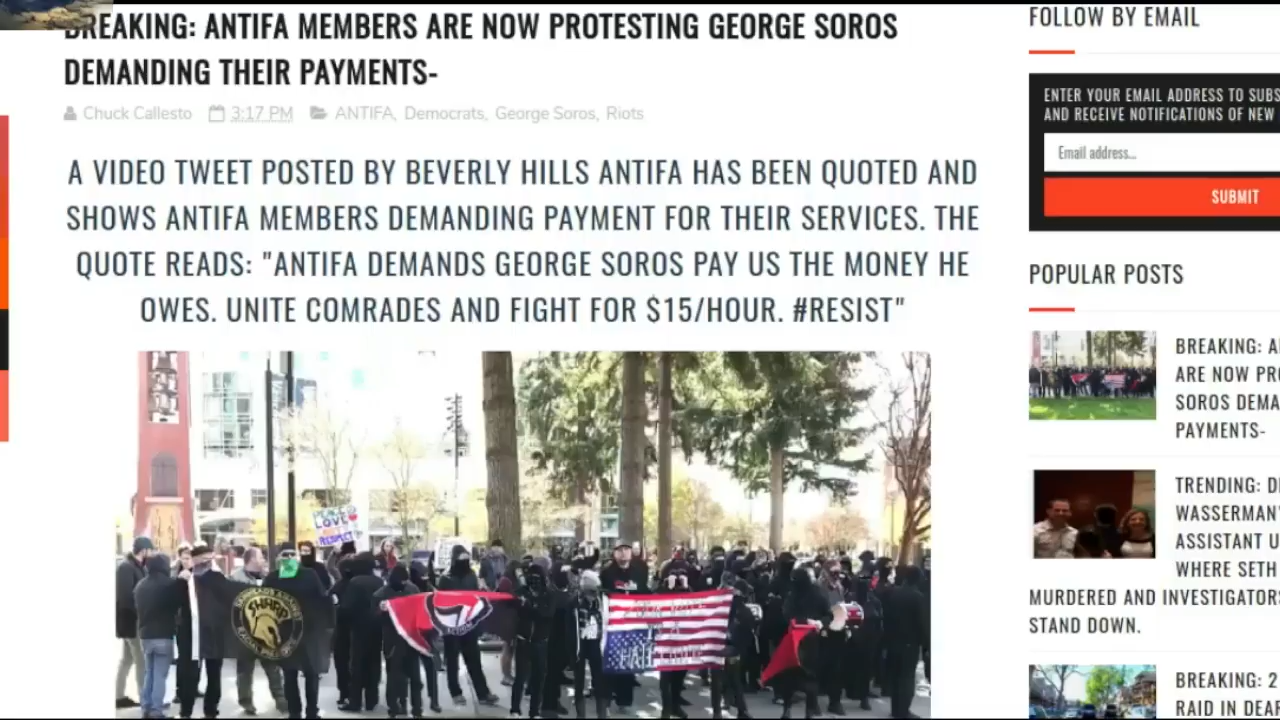 BREAKING: ANTIFA MEMBERS ARE NOW PROTESTING GEORGE SOROS
DEMANDING THEIR PAYMENTS-
Chuck Callesto 3:17 PM ANTIFA, Democrats, George Soros, Riots
A VIDEO TWEET POSTED BY BEVERLY HILLS ANTIFA HAS BEEN QUOTED AND
SHOWS ANTIFA MEMBERS DEMANDING PAYMENT FOR THEIR SERVICES. THE
QUOTE READS: "ANTIFA DEMANDS GEORGE SOROS PAY US THE MONEY HE
OWES. UNITE COMRADES AND FIGHT FOR $15/HOUR. #RESIST"
LOVE
RESPECT
SHARP
FOLLOW BY EMAIL
ENTER YOUR EMAIL ADDRESS TO SUBS
AND RECEIVE NOTIFICATIONS OF NEW
Email address...
SUBMIT
POPULAR POSTS
BREAKING: A
ARE NOW PRO
SOROS DEMA
PAYMENTS-
TRENDING: D
WASSERMAN'
ASSISTANT U
WHERE SETH
MURDERED AND INVESTIGATORS
STAND DOWN.
BREAKING: 2
RAID IN DEAR